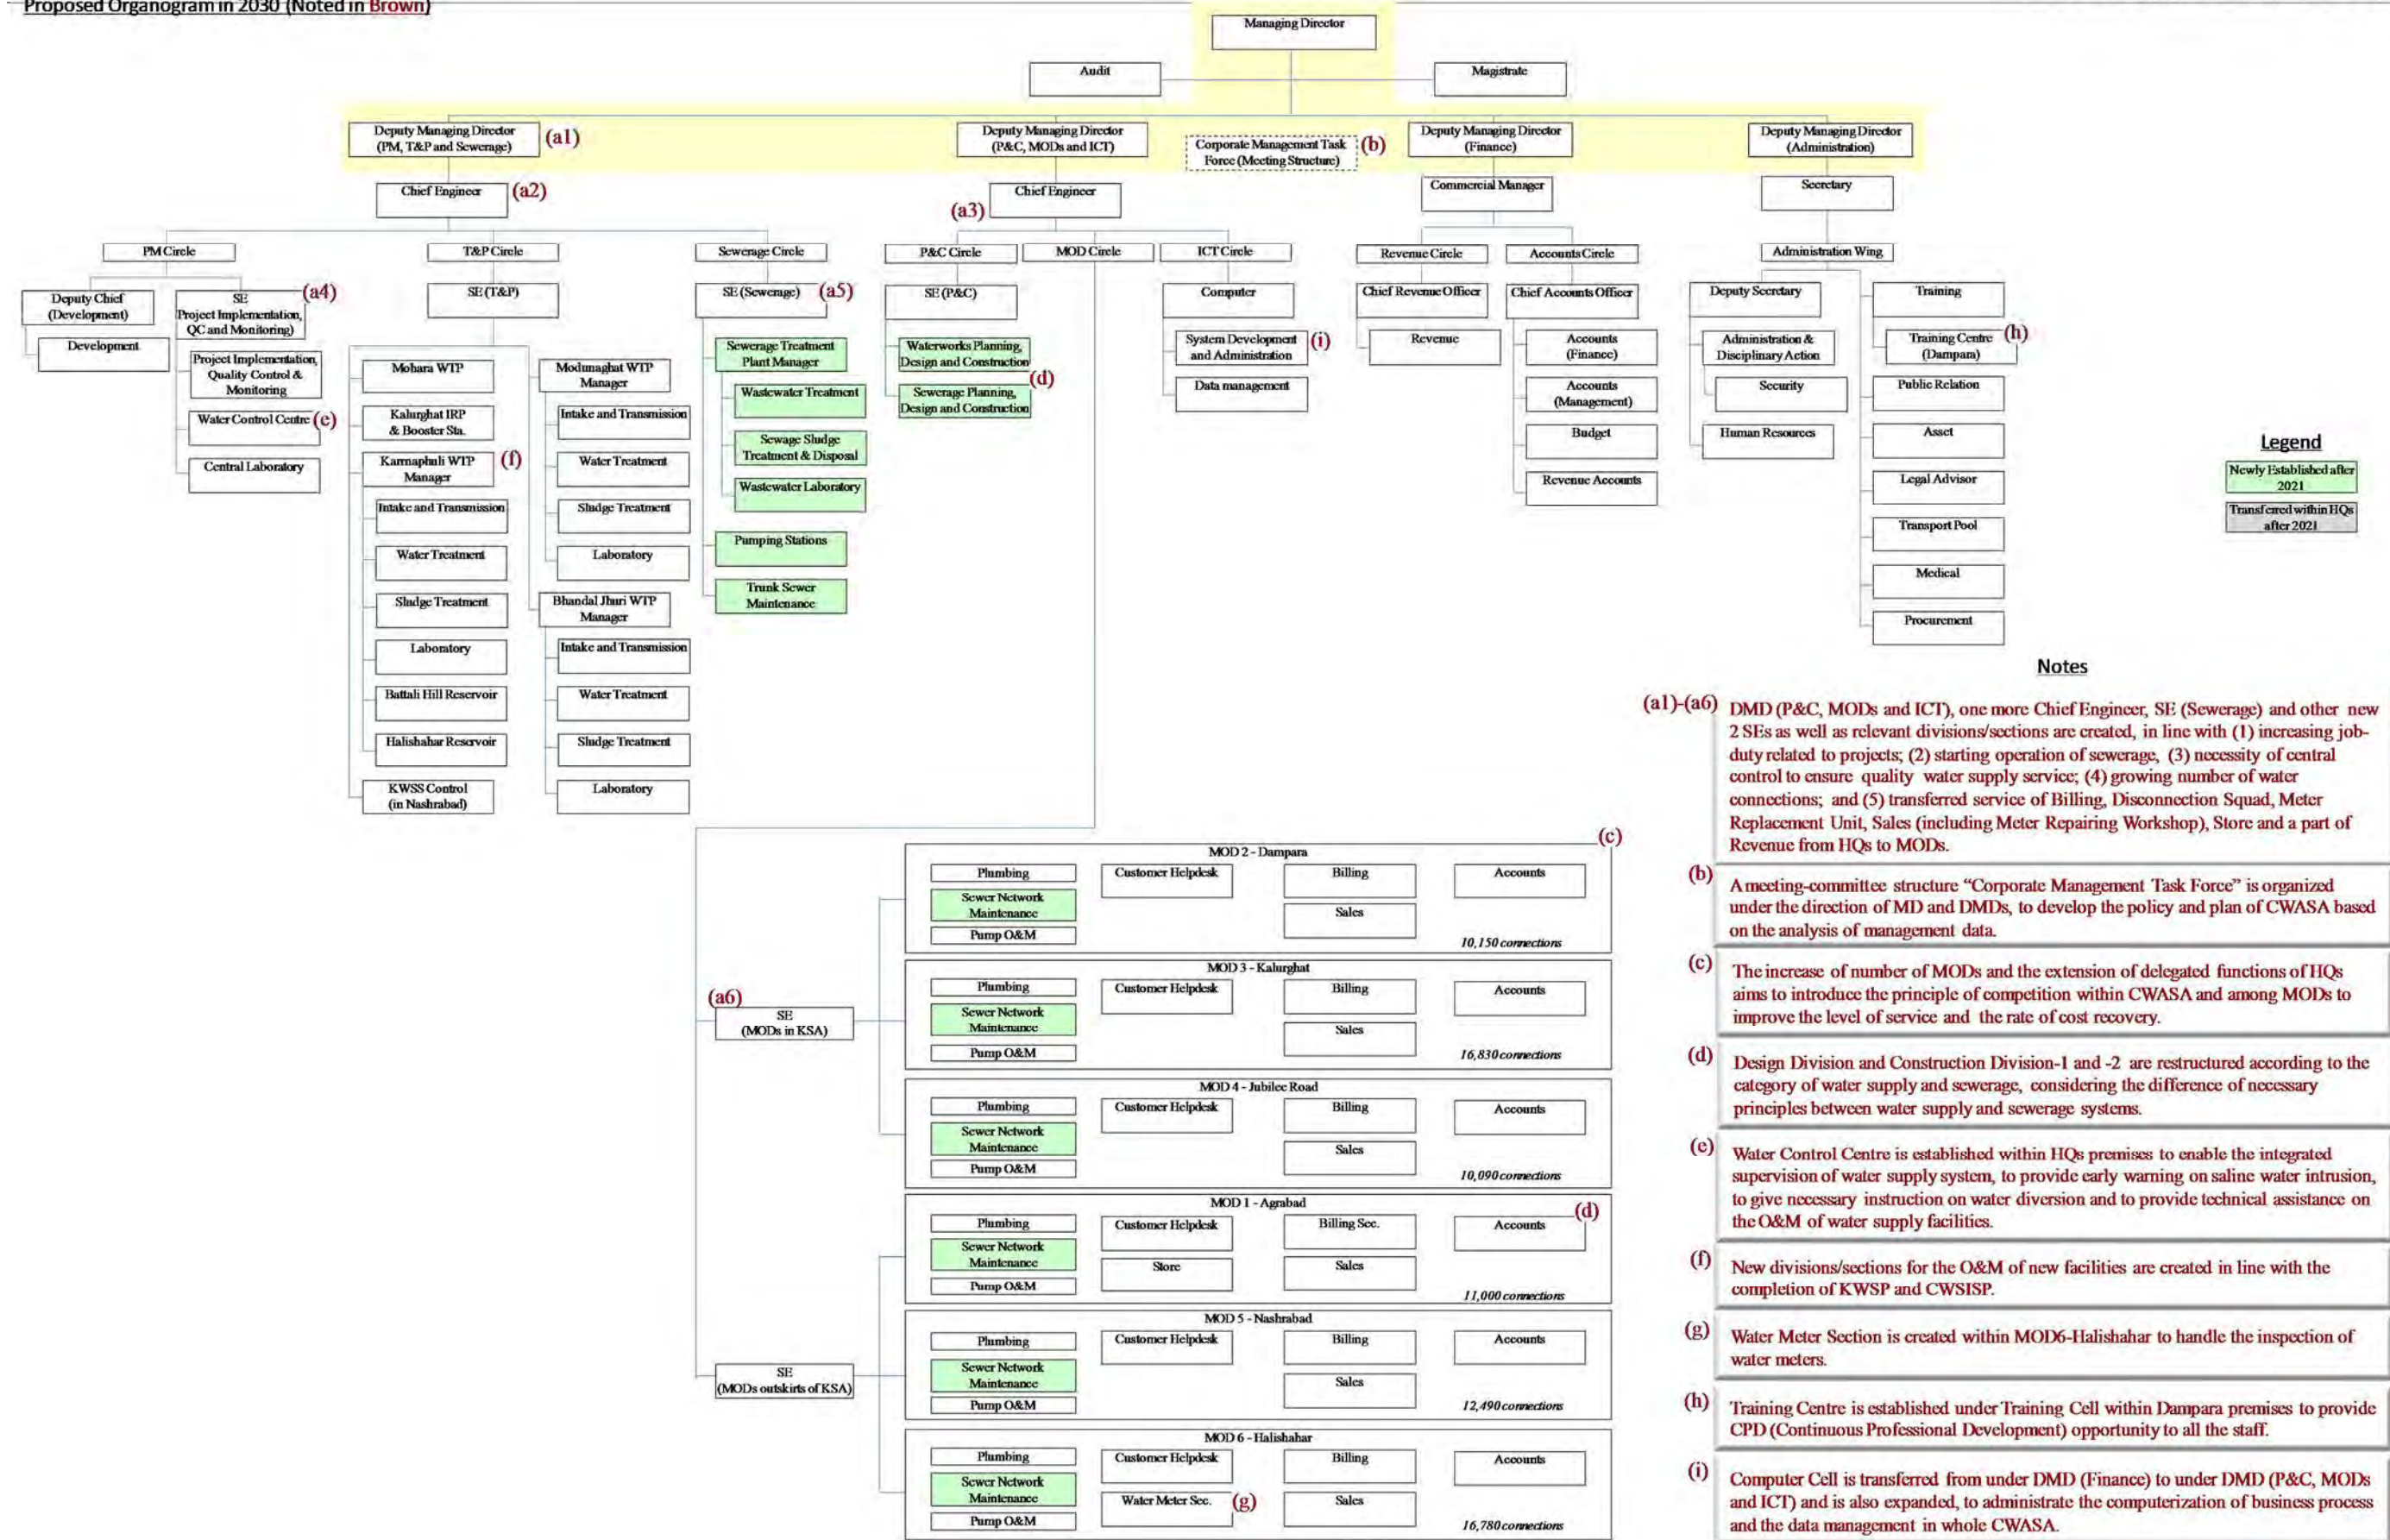 Proposed Organogram in 2030 (Noted in Brown)
Managing Director
Audit
Magistrate
Deputy Managing Director
(PM, T&P and Sewerage)
(a1)
Deputy Managing Director
(P&C, MODs and ICT)
Corporate Management Task
Force (Meeting Structure)
(b)
Deputy Managing Director
(Finance)
Deputy Managing Director
(Administration)
Chief Engineer
(a2)
Chief Engineer
(a3)
Commercial Manager
Secretary
PM Circle
T&P Circle
Sewerage Circle
P&C Circle
MOD Circle
ICT Circle
Revenue Circle
Accounts Circle
Administration Wing
Deputy Chief
(Development)
Development
SE
Project Implementation,
QC and Monitoring)
(a4)
Project Implementation,
Quality Control &
Monitoring
Water Control Centre
(e)
Central Laboratory
SE (T&P)
Mohara WTP
Kalurghat IRP
& Booster Sta.
Karmaphuli WTP
Manager
(f)
Intake and Transmission
Water Treatment
Sludge Treatment
Laboratory
Battali Hill Reservoir
Halishahar Reservoir
KWSS Control
(in Nashrabad)
Modunaghat WTP
Manager
Intake and Transmission
Water Treatment
Sludge Treatment
Laboratory
Bhandal Jhuri WTP
Manager
Intake and Transmission
Water Treatment
Sludge Treatment
Laboratory
SE (Sewerage)
(a5)
Sewerage Treatment
Plant Manager
Wastewater Treatment
Sewage Sludge
Treatment & Disposal
Wastewater Laboratory
Pumping Stations
Trunk Sewer
Maintenance
SE (P&C)
Waterworks Planning,
Design and Construction
(d)
Sewerage Planning,
Design and Construction
Computer
System Development
and Administration
(i)
Data management
Chief Revenue Officer
Revenue
Chief Accounts Officer
Accounts
(Finance)
Accounts
(Management)
Budget
Revenue Accounts
Deputy Secretary
Administration &
Disciplinary Action
Security
Human Resources
Training
Training Centre
(Dampara)
(h)
Public Relation
Asset
Legal Advisor
Transport Pool
Medical
Procurement
Legend
Newly Established after
2021
Transferred within HQs
after 2021
(a6)
SE
(MODs in KSA)
SE
(MODs outskirts of KSA)
(c)
MOD 2 - Dampara
Plumbing
Sewer Network
Maintenance
Pump O&M
Customer Helpdesk
Billing
Sales
Accounts
10,150 connections
MOD 3 - Kalurghat
Plumbing
Sewer Network
Maintenance
Pump O&M
Customer Helpdesk
Billing
Sales
Accounts
16,830 connections
MOD 4 - Jubilee Road
Plumbing
Sewer Network
Maintenance
Pump O&M
Customer Helpdesk
Billing
Sales
Accounts
10,090 connections
MOD 1 - Agrabad
(d)
Plumbing
Sewer Network
Maintenance
Pump O&M
Customer Helpdesk
Store
Billing Sec.
Sales
Accounts
11,000 connections
MOD 5 - Nashrabad
Plumbing
Sewer Network
Maintenance
Pump O&M
Customer Helpdesk
Billing
Sales
Accounts
12,490 connections
MOD 6 - Halishahar
Plumbing
Sewer Network
Maintenance
Pump O&M
Customer Helpdesk
Water Meter Sec.
(g)
Billing
Sales
Accounts
16,780 connections
Notes
(a1)-(a6)
DMD (P&C, MODs and ICT), one more Chief Engineer, SE (Sewerage) and other new
2 SEs as well as relevant divisions/sections are created, in line with (1) increasing job-
duty related to projects; (2) starting operation of sewerage, (3) necessity of central
control to ensure quality water supply service; (4) growing number of water
connections; and (5) transferred service of Billing, Disconnection Squad, Meter
Replacement Unit, Sales (including Meter Repairing Workshop), Store and a part of
Revenue from HQs to MODs.
(b)
A meeting-committee structure “Corporate Management Task Force” is organized
under the direction of MD and DMDs, to develop the policy and plan of CWASA based
on the analysis of management data.
(c)
The increase of number of MODs and the extension of delegated functions of HQs
aims to introduce the principle of competition within CWASA and among MODs to
improve the level of service and the rate of cost recovery.
(d)
Design Division and Construction Division-1 and -2 are restructured according to the
category of water supply and sewerage, considering the difference of necessary
principles between water supply and sewerage systems.
(e)
Water Control Centre is established within HQs premises to enable the integrated
supervision of water supply system, to provide early warning on saline water intrusion,
to give necessary instruction on water diversion and to provide technical assistance on
the O&M of water supply facilities.
(f)
New divisions/sections for the O&M of new facilities are created in line with the
completion of KWSP and CWSISP.
(g)
Water Meter Section is created within MOD6-Halishahar to handle the inspection of
water meters.
(h)
Training Centre is established under Training Cell within Dampara premises to provide
CPD (Continuous Professional Development) opportunity to all the staff.
(i)
Computer Cell is transferred from under DMD (Finance) to under DMD (P&C, MODs
and ICT) and is also expanded, to administrate the computerization of business process
and the data management in whole CWASA.